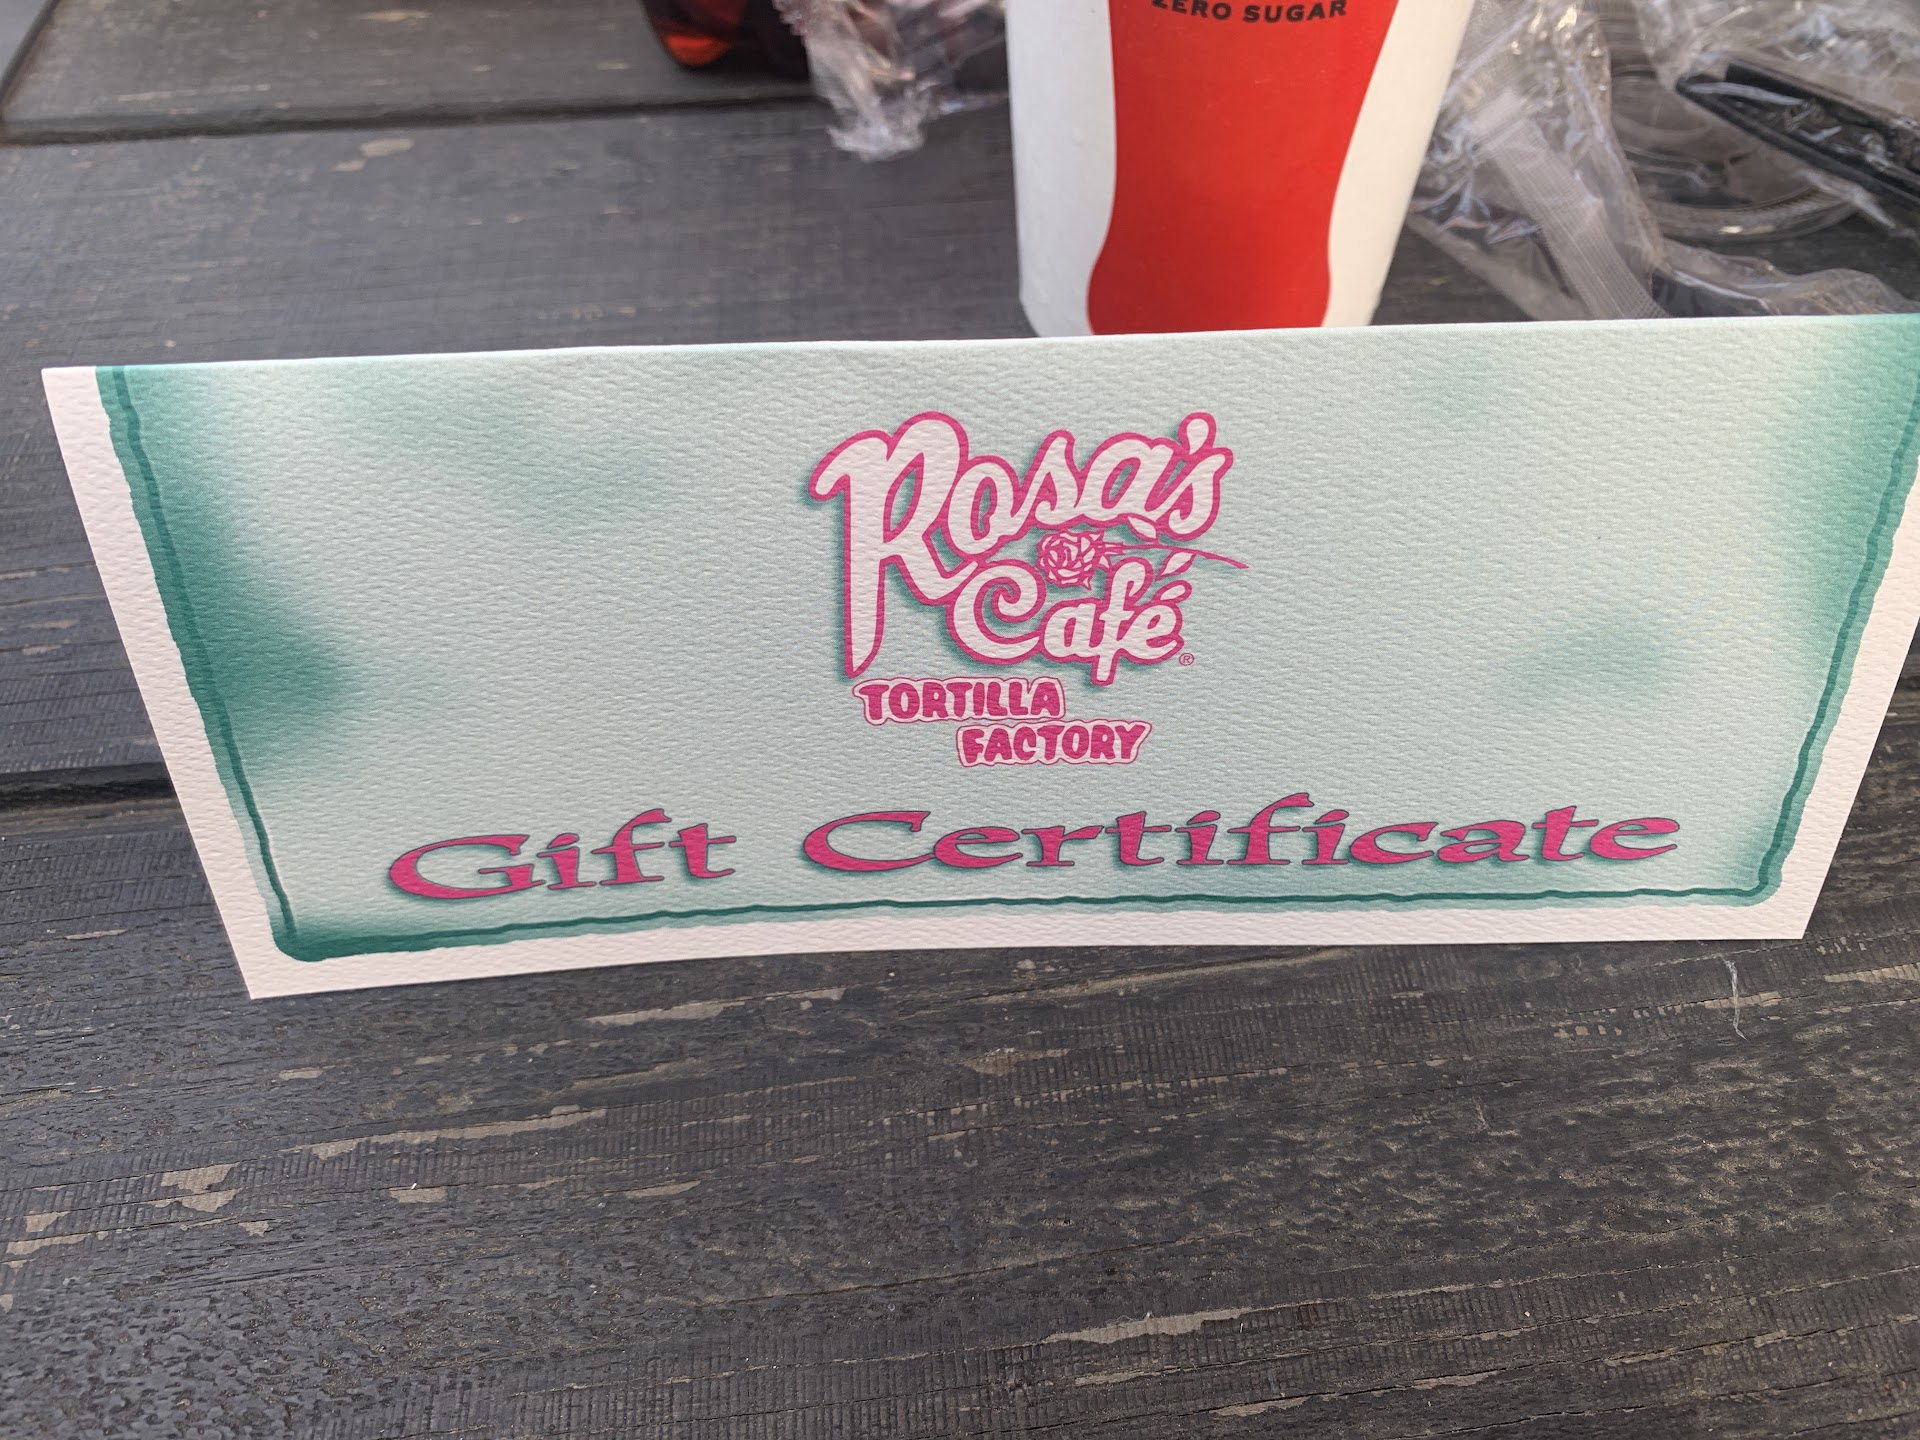 ZERO SUGAR
Rosa's
Café®
TORTILLA
FACTORY
Gift Certificate